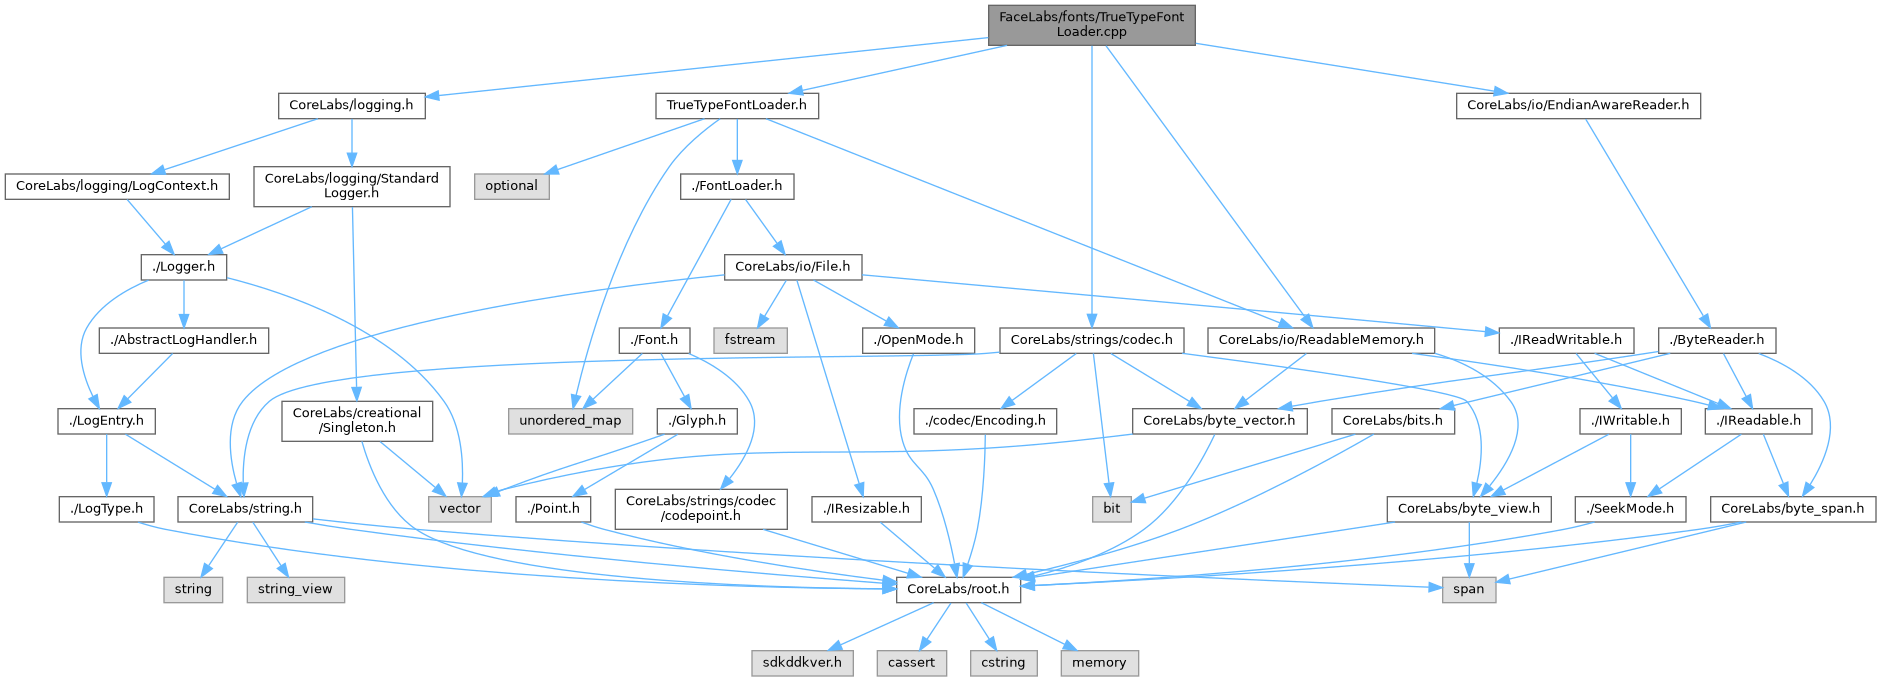 FaceLabs/fonts/TrueTypeFont
Loader.cpp
CoreLabs/logging.h
TrueTypeFontLoader.h
CoreLabs/io/EndianAwareReader.h
CoreLabs/logging/LogContext.h
CoreLabs/logging/Standard
Logger.h
optional
./FontLoader.h
./Logger.h
CoreLabs/io/File.h
./AbstractLogHandler.h
./Font.h
fstream
./OpenMode.h
CoreLabs/strings/codec.h
CoreLabs/io/ReadableMemory.h
./IReadWritable.h
./ByteReader.h
./LogEntry.h
CoreLabs/creational
/Singleton.h
unordered_map
./Glyph.h
./codec/Encoding.h
CoreLabs/byte_vector.h
CoreLabs/bits.h
./IWritable.h
./IReadable.h
./LogType.h
CoreLabs/string.h
vector
./Point.h
CoreLabs/strings/codec
/codepoint.h
./IResizable.h
bit
CoreLabs/byte_view.h
./SeekMode.h
CoreLabs/byte_span.h
string
string_view
CoreLabs/root.h
span
sdkddkver.h
cassert
cstring
memory